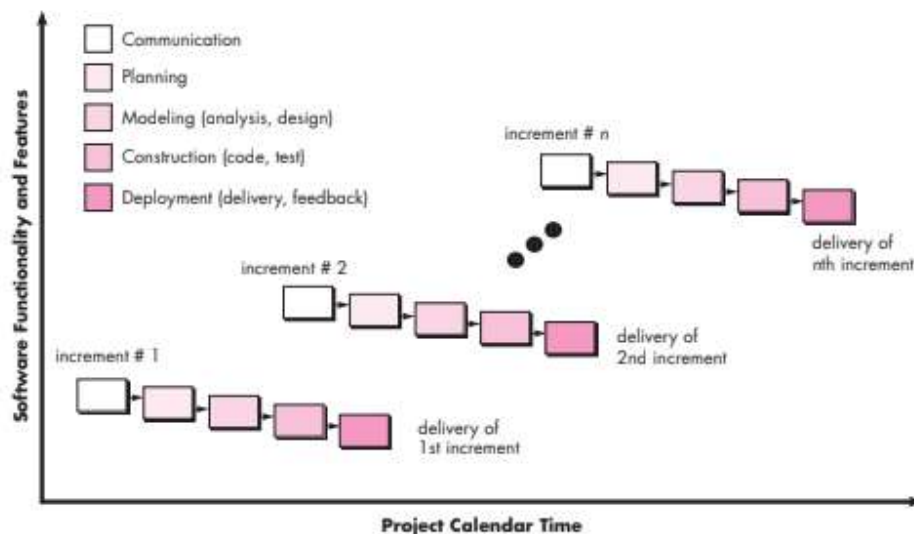 Software Functionality and Features
Communication
Planning
Modeling (analysis, design)
Construction (code, test)
Deployment (delivery, feedback)
increment # n
delivery of
nth increment
increment # 2
delivery of
2nd increment
increment # 1
delivery of
1st increment
Project Calendar Time